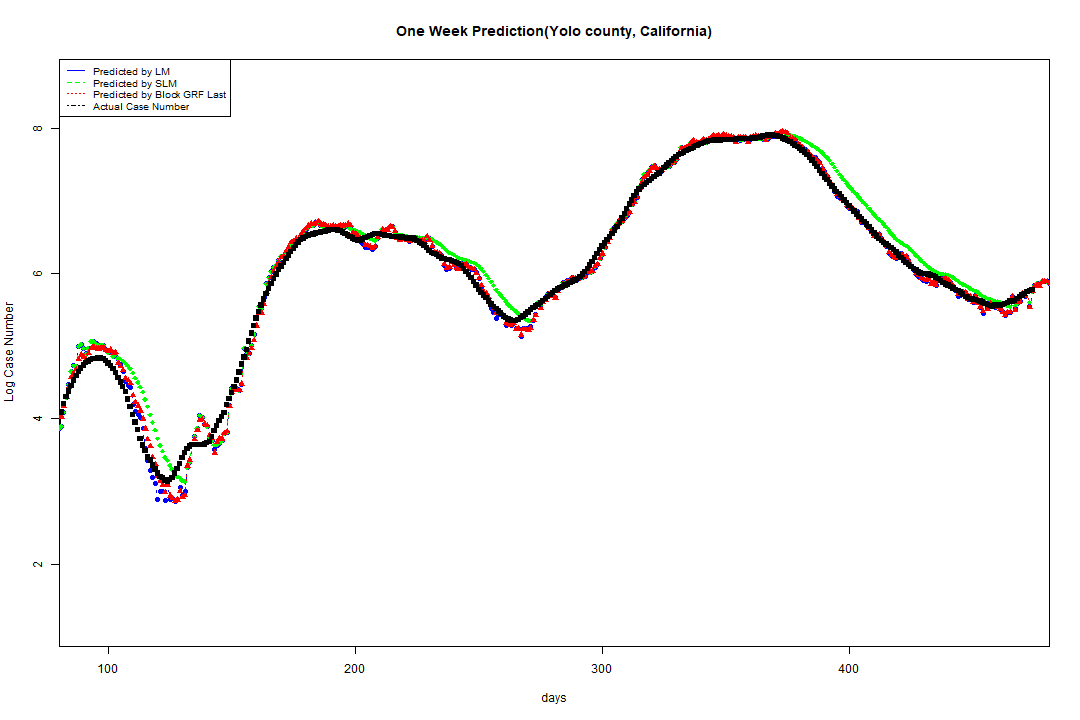 One Week Prediction(Yolo county, California)
Predicted by LM
Predicted by SLM
Predicted by Block GRF Last
Actual Case Number
Log Case Number
8
6
4
2
100 200 300 400
days